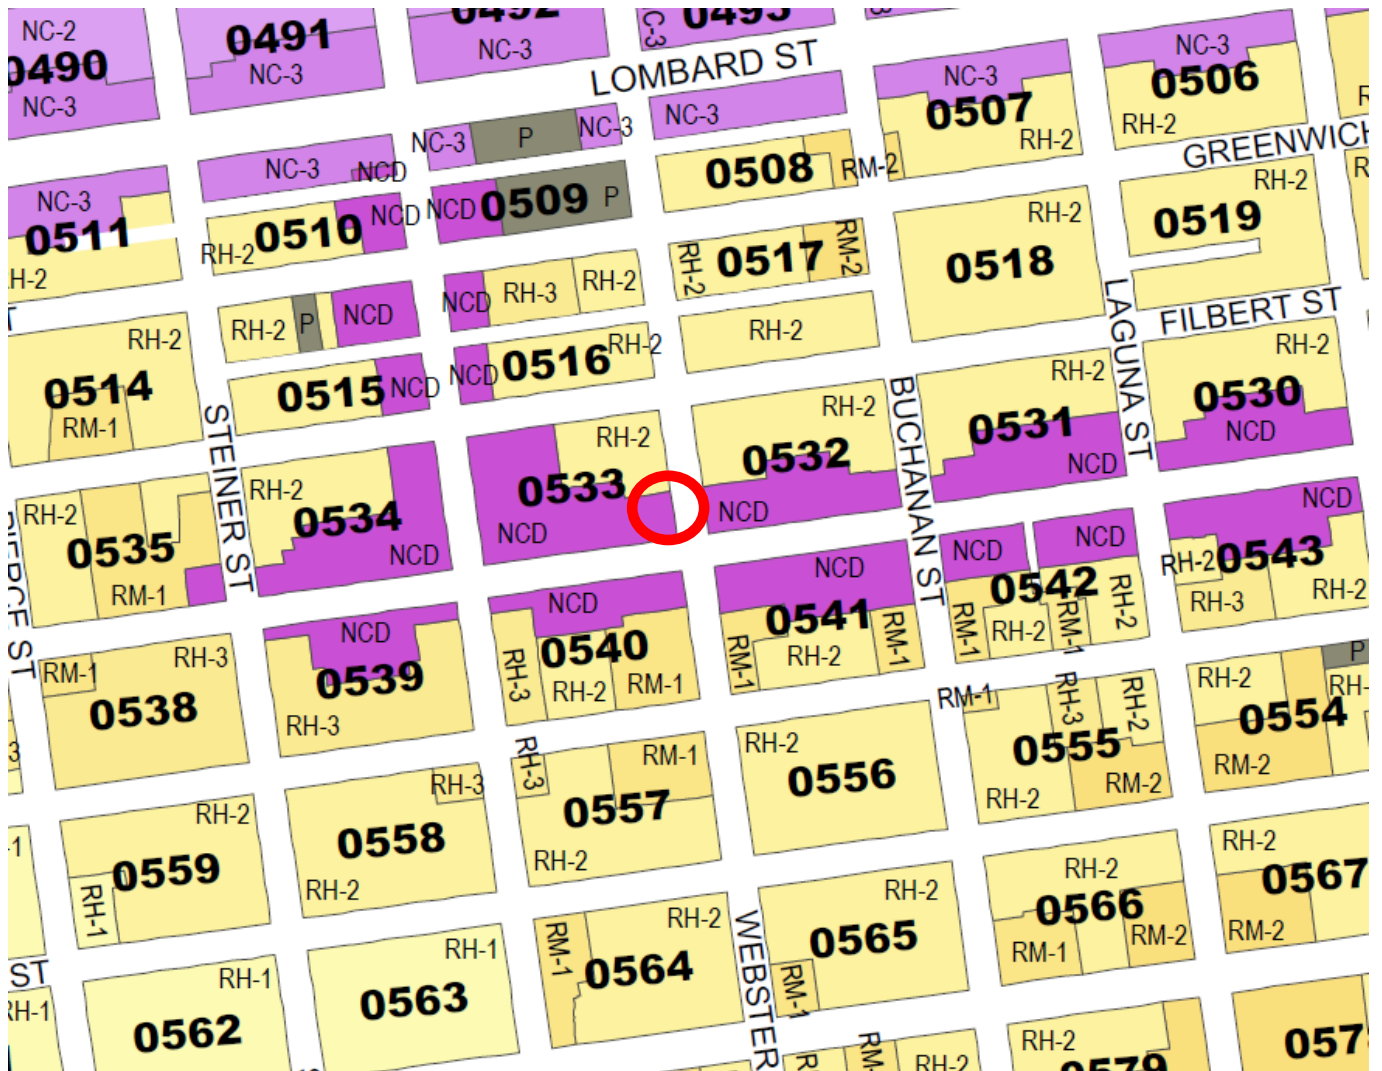 NC-2
0490
NC-3
0491
NC-3
0492
NC-3
NC-3
0493
LOMBARD ST
NC-3
0506
RH-2
NC-3
0507
RH-2
GREENWICH
NC-3
P
NC-3
NC-3
0508
RM-2
NC-3
NCD
NC-3
0511
RH-2
0510
NCD
NCD
0509
P
RH-2
RH-2
0518
RH-2
0519
RH-2
0517
RM-2
RH-2
P
NCD
NCD
RH-3
RH-2
RH-2
LAGUNA ST
FILBERT ST
RH-2
0514
RM-1
0515
NCD
NCD
0516
RH-2
STEINER ST
RH-2
0533
NCD
RH-2
0532
NCD
BUCHANAN ST
RH-2
0531
NCD
RH-2
0530
NCD
RH-2
0534
NCD
RH-2
0535
RM-1
PIERCE ST
NCD
0539
RH-3
NCD
0540
RH-3
RH-2
RM-1
NCD
0541
RM-1
RH-2
RM-1
NCD
NCD
0542
RM-1
RH-2
RM-1
RH-2
NCD
RH-2
0543
RH-3
RH-2
RM-1
RH-3
0538
RH-3
RM-1
0557
RH-2
RH-2
0556
RM-1
RH-3
RH-2
0555
RH-2
RM-2
RH-2
P
RH-
0554
RM-2
RH-2
0559
RH-1
RH-3
0558
RH-2
RH-2
0566
RM-1
RM-2
RH-2
0567
RM-2
ST
RH-1
RH-1
0562
RH-1
0563
RM-1
RH-2
0564
WEBSTER
RH-2
0565
RM-1
RM-
RH-2
RH-2
0579
057